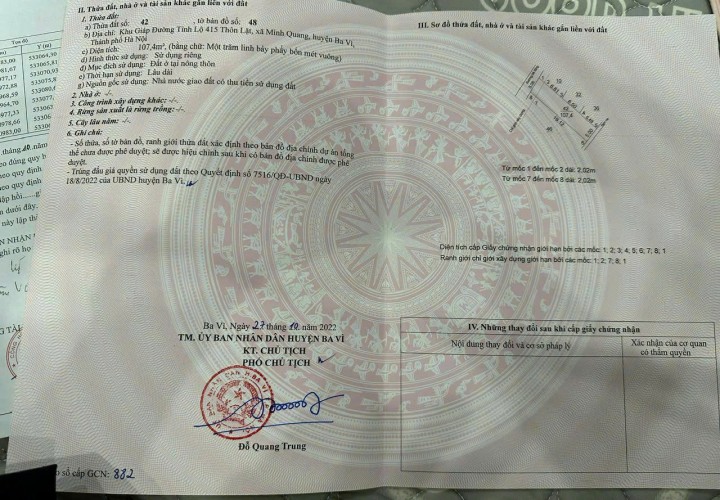 II. Thửa đất, nhà ở và tài sản khác gắn liền với đất
1. Thửa đất:
a) Thửa đất số: 42 , tờ bản đồ số: 48
b) Địa chỉ: Khu Giáp Đường Tỉnh Lộ 415 Thôn Lặt, xã Minh Quang, huyện Ba Vì,
Thành phố Hà Nội
c) Diện tích: 107,4m², (bằng chữ: Một trăm linh bảy phẩy bốn mét vuông)
d) Hình thức sử dụng: Sử dụng riêng
đ) Mục đích sử dụng: Đất ở tại nông thôn
e) Thời hạn sử dụng: Lâu dài
g) Nguồn gốc sử dụng: Nhà nước giao đất có thu tiền sử dụng đất
2. Nhà ở: -/-
3. Công trình xây dựng khác: -/-
4. Rừng sản xuất là rừng trồng: -/-
5. Cây lâu năm: -/-
6. Ghi chú:
- Số thửa, số tờ bản đồ, ranh giới thửa đất xác định theo bản đồ địa chính dự án tổng
thể chưa được phê duyệt; sẽ được hiệu chỉnh sau khi có bản đồ địa chính được phê
duyệt.
- Trúng đấu giá quyền sử dụng đất theo Quyết định số 7516/QĐ-UBND ngày
18/8/2022 của UBND huyện Ba Vì.
Ba Vì, Ngày 27 tháng 10 năm 2022
TM. ỦY BAN NHÂN DÂN HUYỆN BA VÌ
KT. CHỦ TỊCH
PHÓ CHỦ TỊCH
Đỗ Quang Trung
số cấp GCN: 882
III. Sơ đồ thửa đất, nhà ở và tài sản khác gắn liền với đất
Từ mốc 1 đến mốc 2 dài: 2,02m
Từ mốc 7 đến mốc 8 dài: 2,02m
Diện tích cấp Giấy chứng nhận giới hạn bởi các mốc: 1; 2; 3; 4; 5; 6; 7; 8; 1
Ranh giới chỉ giới xây dựng giới hạn bởi các mốc: 1; 2; 7; 8; 1
IV. Những thay đổi sau khi cấp giấy chứng nhận
Nội dung thay đổi và cơ sở pháp lý
Xác nhận của cơ quan
có thẩm quyền